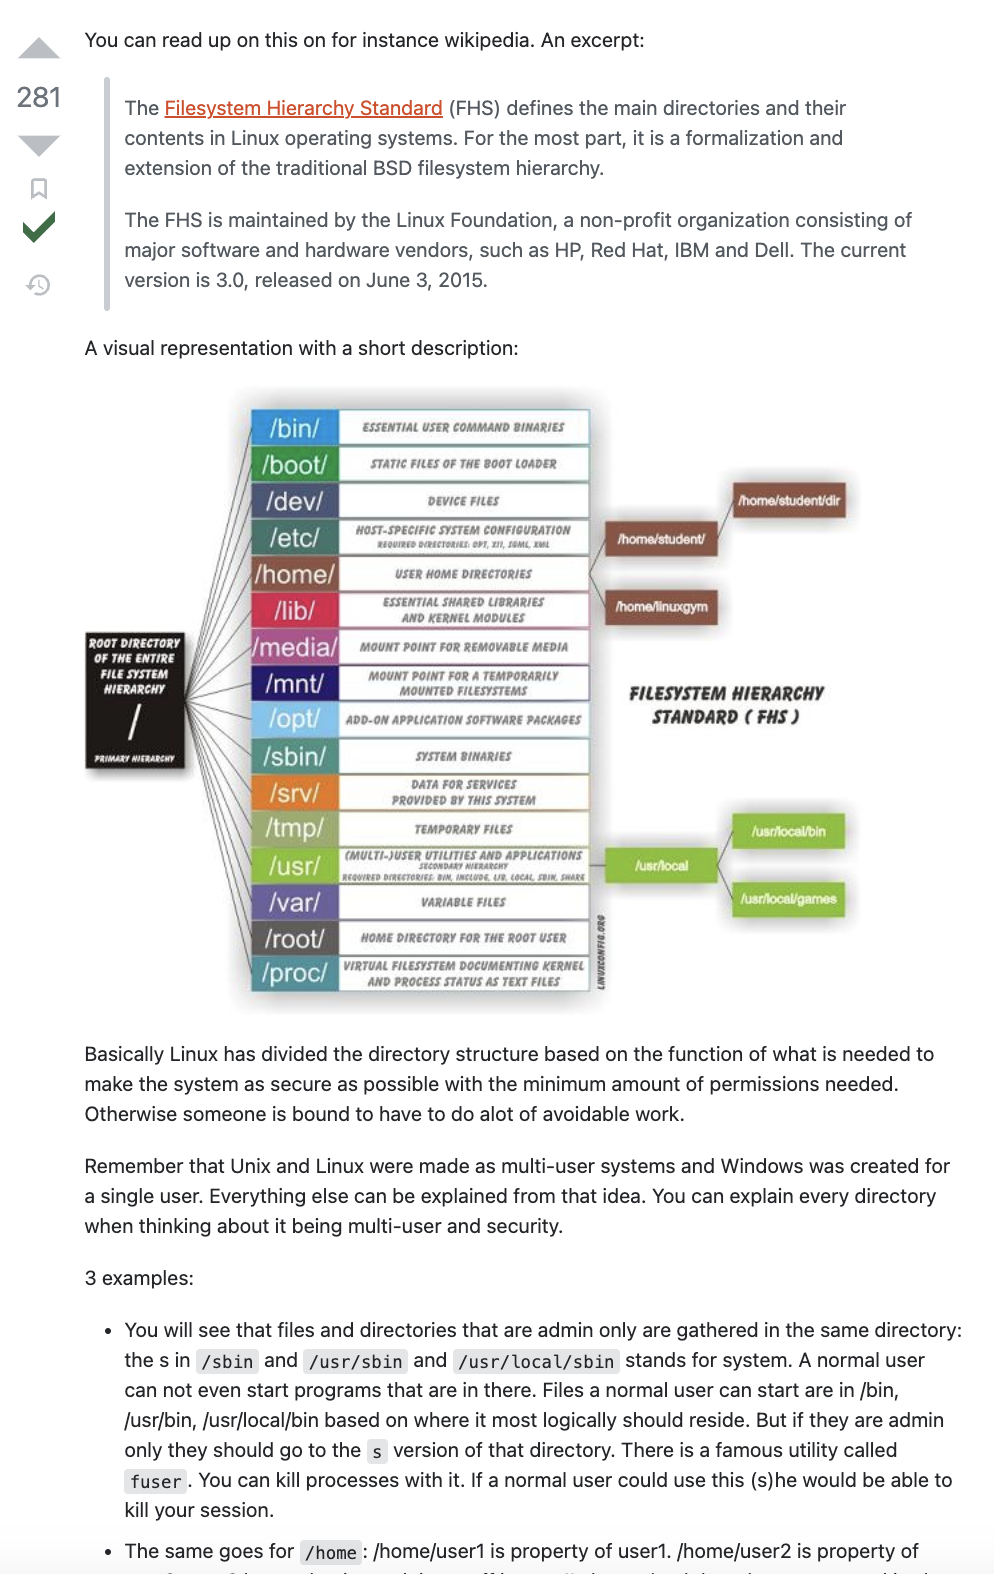 You can read up on this on for instance wikipedia. An excerpt:
281
The Filesystem Hierarchy Standard (FHS) defines the main directories and their
contents in Linux operating systems. For the most part, it is a formalization and
extension of the traditional BSD filesystem hierarchy.
The FHS is maintained by the Linux Foundation, a non-profit organization consisting of
major software and hardware vendors, such as HP, Red Hat, IBM and Dell. The current
version is 3.0, released on June 3, 2015.
A visual representation with a short description:
ROOT DIRECTORY
OF THE ENTIRE
FILE SYSTEM
HIERARCHY
/
PRIMARY HIERARCHY
/bin/ ESSENTIAL USER COMMAND BINARIES
/boot/ STATIC FILES OF THE BOOT LOADER
/dev/ DEVICE FILES
/etc/ HOST-SPECIFIC SYSTEM CONFIGURATION
REQUIRED DIRECTORIES: OPT, X11, SGML, XML
/home/ USER HOME DIRECTORIES
/home/student/
/home/student/dir
/home/linuxgym
/lib/ ESSENTIAL SHARED LIBRARIES
AND KERNEL MODULES
/media/ MOUNT POINT FOR REMOVABLE MEDIA
/mnt/ MOUNT POINT FOR A TEMPORARILY
MOUNTED FILESYSTEMS
/opt/ ADD-ON APPLICATION SOFTWARE PACKAGES
/sbin/ SYSTEM BINARIES
/srv/ DATA FOR SERVICES
PROVIDED BY THIS SYSTEM
/tmp/ TEMPORARY FILES
/usr/ (MULTI-)USER UTILITIES AND APPLICATIONS
SECONDARY HIERARCHY
REQUIRED DIRECTORIES: BIN, INCLUDE, LIB, LOCAL, SBIN, SHARE
/usr/local
/usr/local/bin
/usr/local/games
/var/ VARIABLE FILES
/root/ HOME DIRECTORY FOR THE ROOT USER
/proc/ VIRTUAL FILESYSTEM DOCUMENTING KERNEL
AND PROCESS STATUS AS TEXT FILES
FILESYSTEM HIERARCHY
STANDARD ( FHS )
LINUXCONFIG.ORG
Basically Linux has divided the directory structure based on the function of what is needed to
make the system as secure as possible with the minimum amount of permissions needed.
Otherwise someone is bound to have to do alot of avoidable work.
Remember that Unix and Linux were made as multi-user systems and Windows was created for
a single user. Everything else can be explained from that idea. You can explain every directory
when thinking about it being multi-user and security.
3 examples:
• You will see that files and directories that are admin only are gathered in the same directory:
the s in /sbin and /usr/sbin and /usr/local/sbin stands for system. A normal user
can not even start programs that are in there. Files a normal user can start are in /bin,
/usr/bin, /usr/local/bin based on where it most logically should reside. But if they are admin
only they should go to the s version of that directory. There is a famous utility called
fuser . You can kill processes with it. If a normal user could use this (s)he would be able to
kill your session.
• The same goes for /home : /home/user1 is property of user1. /home/user2 is property of